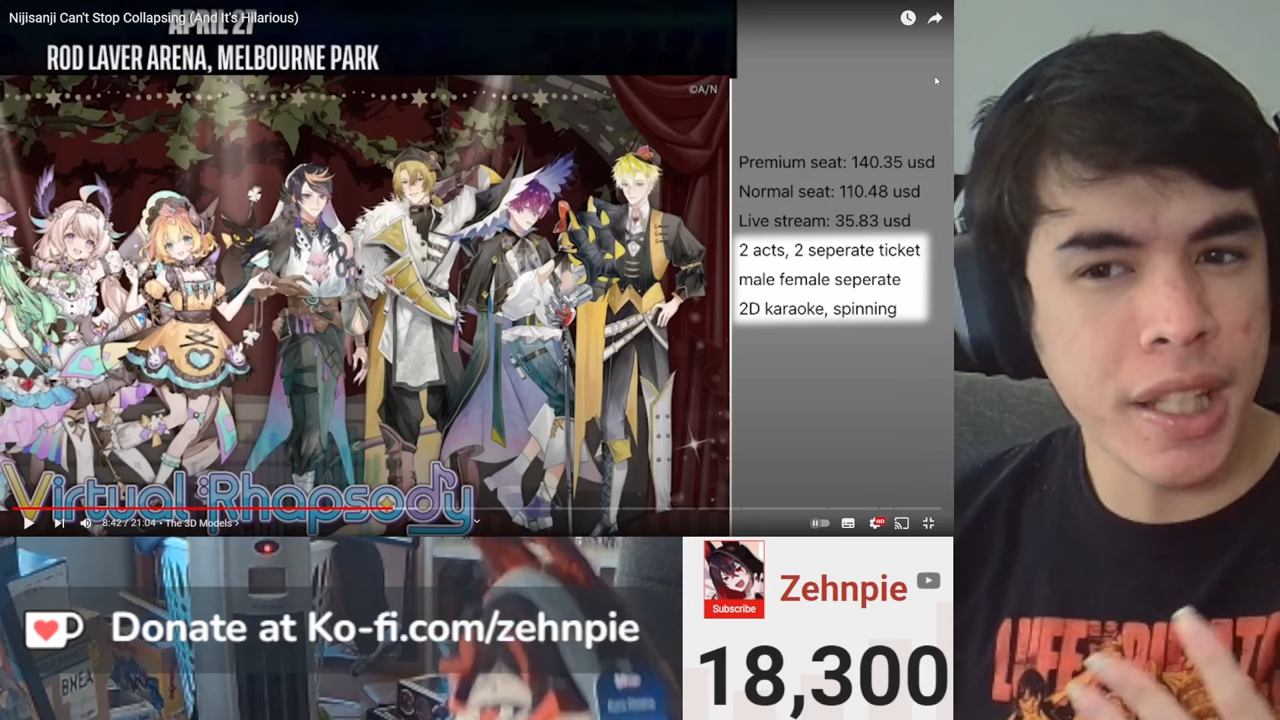 Nijisanji Can't Stop Collapsing (And It's Hilarious)
APRIL 27
ROD LAVER ARENA, MELBOURNE PARK
©A/N
Premium seat: 140.35 usd
Normal seat: 110.48 usd
Live stream: 35.83 usd
2 acts, 2 seperate ticket
male female seperate
2D karaoke, spinning
Virtual Rhapsody
8:42 / 21:04 • The 3D Models
HD
Donate at Ko-fi.com/zehnpie
Subscribe
Zehnpie
18,300